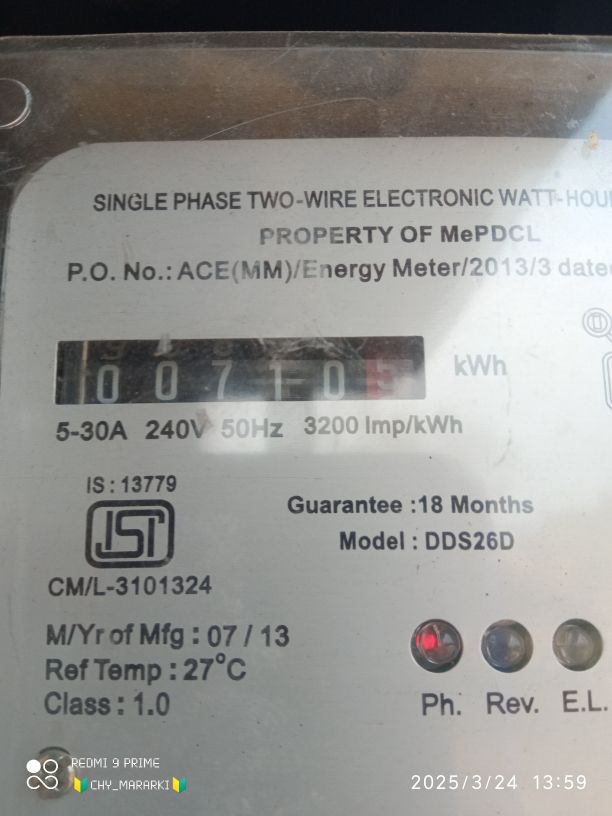 SINGLE PHASE TWO-WIRE ELECTRONIC WATT-HOU
PROPERTY OF MePDCL
P.O. No.: ACE(MM)/Energy Meter/2013/3 date
0 0 7 1 0 5 kWh
5-30A 240V 50Hz 3200 Imp/kWh
IS : 13779
ISI
CM/L-3101324
Guarantee :18 Months
Model : DDS26D
M/Yr of Mfg : 07 / 13
Ref Temp : 27°C
Class : 1.0
Ph. Rev. E.L.
REDMI 9 PRIME
CHY_MARARKI
2025/3/24 13:59